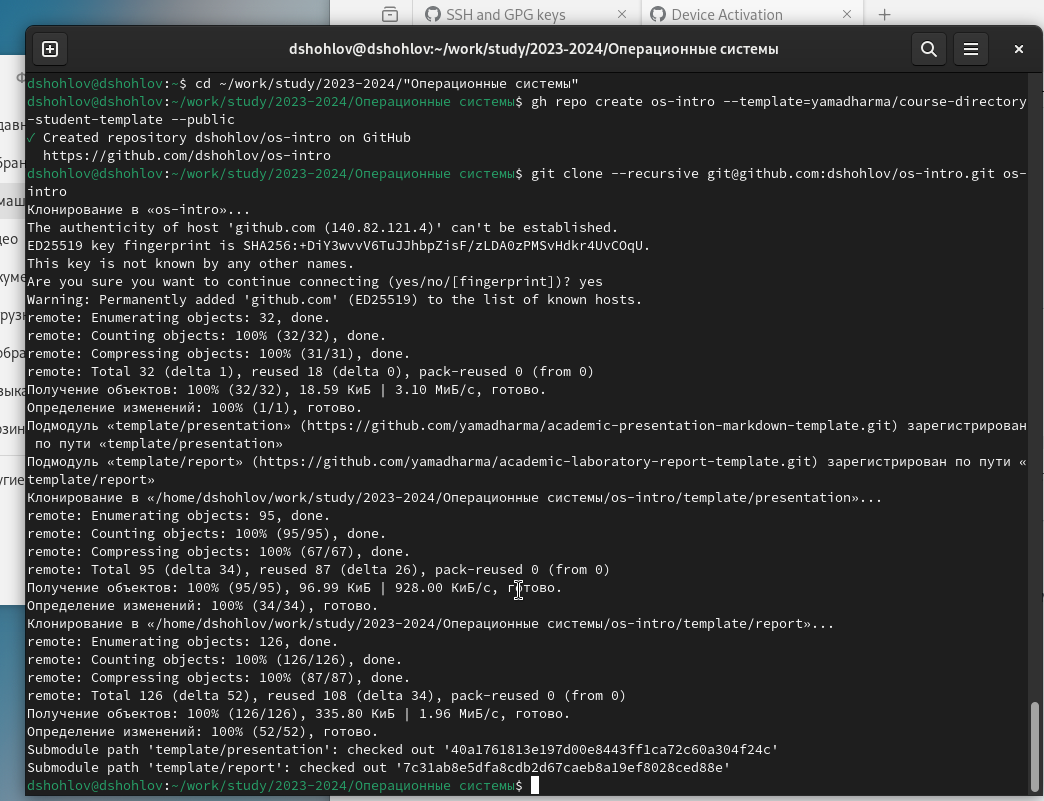 SSH and GPG keys
Device Activation
dshohlov@dshohlov:~/work/study/2023-2024/Операционные системы
dshohlov@dshohlov:~$ cd ~/work/study/2023-2024/"Операционные системы"
dshohlov@dshohlov:~/work/study/2023-2024/Операционные системы$ gh repo create os-intro --template=yamadharma/course-directory
-student-template --public
✓ Created repository dshohlov/os-intro on GitHub
https://github.com/dshohlov/os-intro
dshohlov@dshohlov:~/work/study/2023-2024/Операционные системы$ git clone --recursive git@github.com:dshohlov/os-intro.git os-
intro
Клонирование в «os-intro»...
The authenticity of host 'github.com (140.82.121.4)' can't be established.
ED25519 key fingerprint is SHA256:+DiY3wvvV6TuJJhbpZisF/zLDA0zPMSvHdkr4UvCOqU.
This key is not known by any other names.
Are you sure you want to continue connecting (yes/no/[fingerprint])? yes
Warning: Permanently added 'github.com' (ED25519) to the list of known hosts.
remote: Enumerating objects: 32, done.
remote: Counting objects: 100% (32/32), done.
remote: Compressing objects: 100% (31/31), done.
remote: Total 32 (delta 1), reused 18 (delta 0), pack-reused 0 (from 0)
Получение объектов: 100% (32/32), 18.59 КиБ | 3.10 МиБ/с, готово.
Определение изменений: 100% (1/1), готово.
Подмодуль «template/presentation» (https://github.com/yamadharma/academic-presentation-markdown-template.git) зарегистрирован
по пути «template/presentation»
Подмодуль «template/report» (https://github.com/yamadharma/academic-laboratory-report-template.git) зарегистрирован по пути «
template/report»
Клонирование в «/home/dshohlov/work/study/2023-2024/Операционные системы/os-intro/template/presentation»...
remote: Enumerating objects: 95, done.
remote: Counting objects: 100% (95/95), done.
remote: Compressing objects: 100% (67/67), done.
remote: Total 95 (delta 34), reused 87 (delta 26), pack-reused 0 (from 0)
Получение объектов: 100% (95/95), 96.99 КиБ | 928.00 КиБ/с, готово.
Определение изменений: 100% (34/34), готово.
Клонирование в «/home/dshohlov/work/study/2023-2024/Операционные системы/os-intro/template/report»...
remote: Enumerating objects: 126, done.
remote: Counting objects: 100% (126/126), done.
remote: Compressing objects: 100% (87/87), done.
remote: Total 126 (delta 52), reused 108 (delta 34), pack-reused 0 (from 0)
Получение объектов: 100% (126/126), 335.80 КиБ | 1.96 МиБ/с, готово.
Определение изменений: 100% (52/52), готово.
Submodule path 'template/presentation': checked out '40a1761813e197d00e8443ff1ca72c60a304f24c'
Submodule path 'template/report': checked out '7c31ab8e5dfa8cdb2d67caeb8a19ef8028ced88e'
dshohlov@dshohlov:~/work/study/2023-2024/Операционные системы$